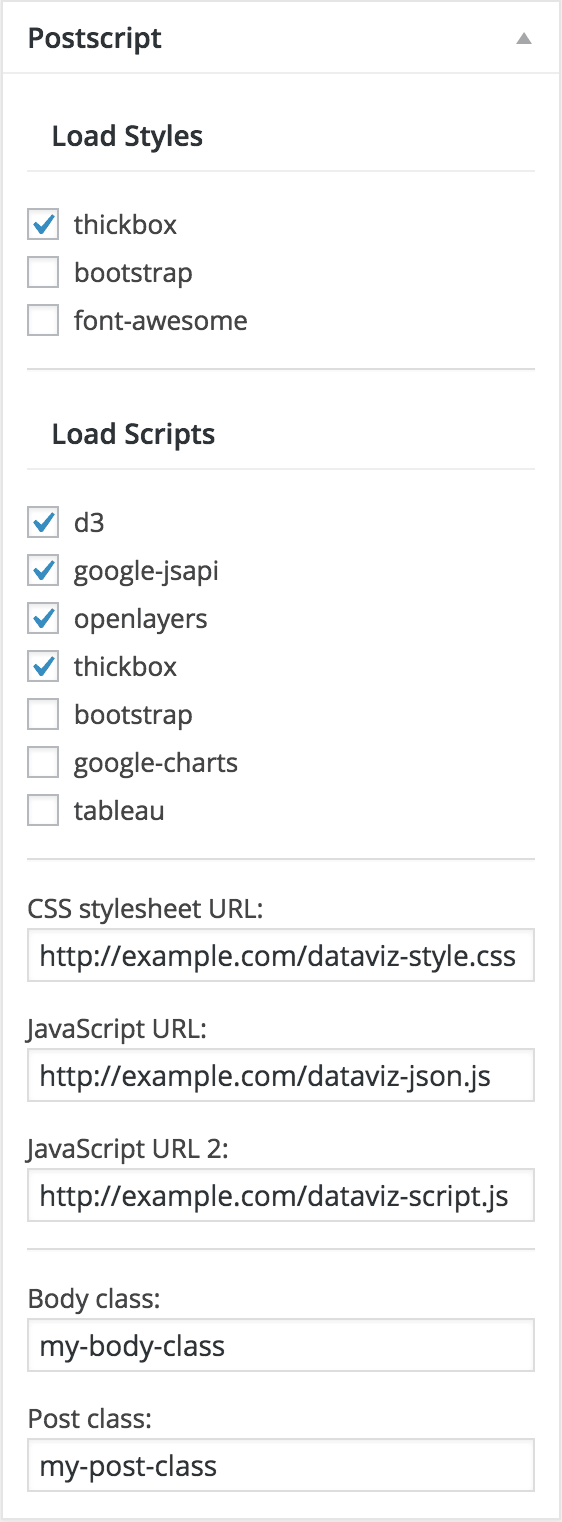 Postscript
Load Styles
thickbox
bootstrap
font-awesome
Load Scripts
d3
google-jsapi
openlayers
thickbox
bootstrap
google-charts
tableau
CSS stylesheet URL:
http://example.com/dataviz-style.css
JavaScript URL:
http://example.com/dataviz-json.js
JavaScript URL 2:
http://example.com/dataviz-script.js
Body class:
my-body-class
Post class:
my-post-class